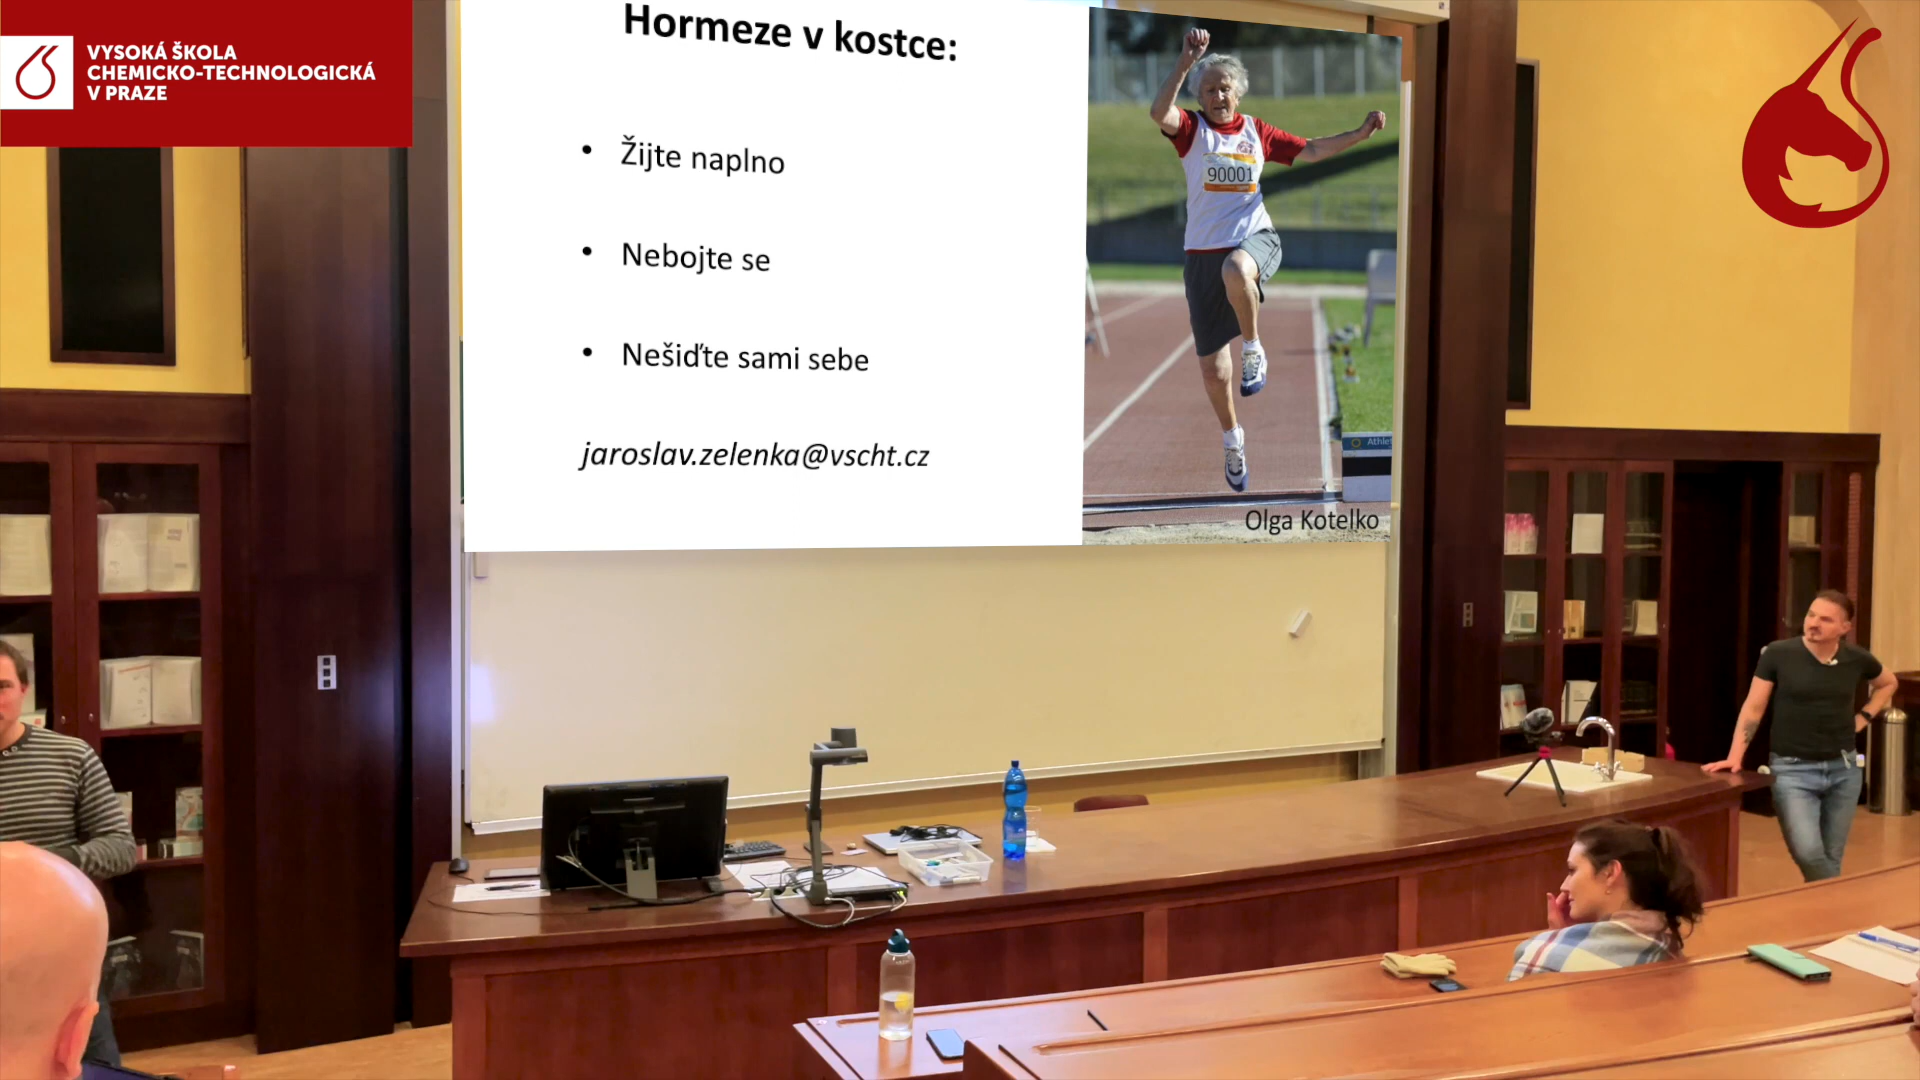 VYSOKÁ ŠKOLA
CHEMICKO-TECHNOLOGICKÁ
V PRAZE
Hormeze v kostce:
• Žijte naplno
• Nebojte se
• Nešiďte sami sebe
jaroslav.zelenka@vscht.cz
90001
Athle
Olga Kotelko